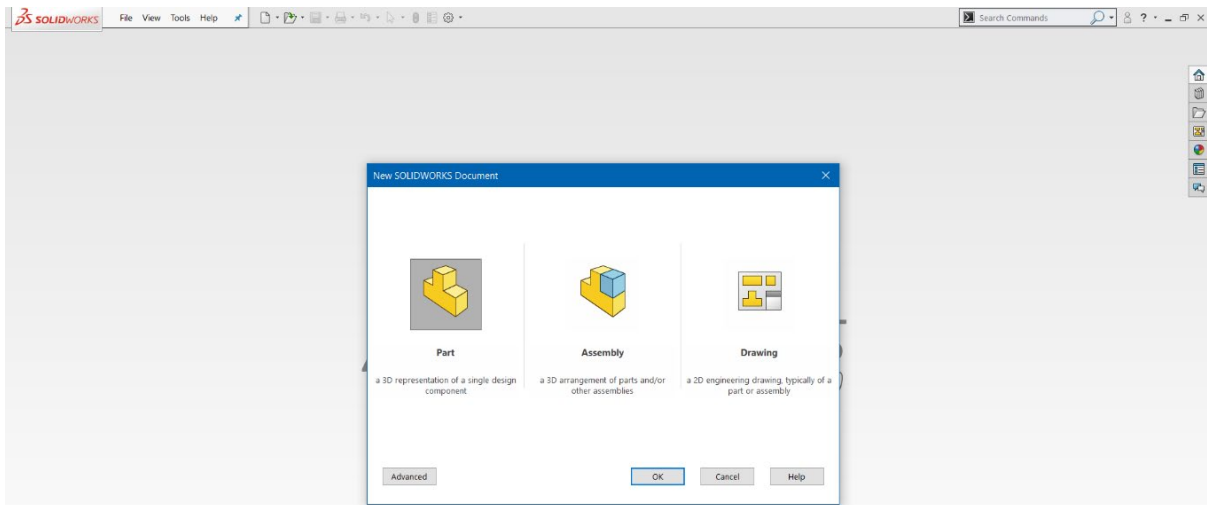 SOLIDWORKS File View Tools Help Search Commands ?
New SOLIDWORKS Document
Part Assembly Drawing
a 3D representation of a single design a 3D arrangement of parts and/or a 2D engineering drawing, typically of a
component other assemblies part or assembly
Advanced OK Cancel Help